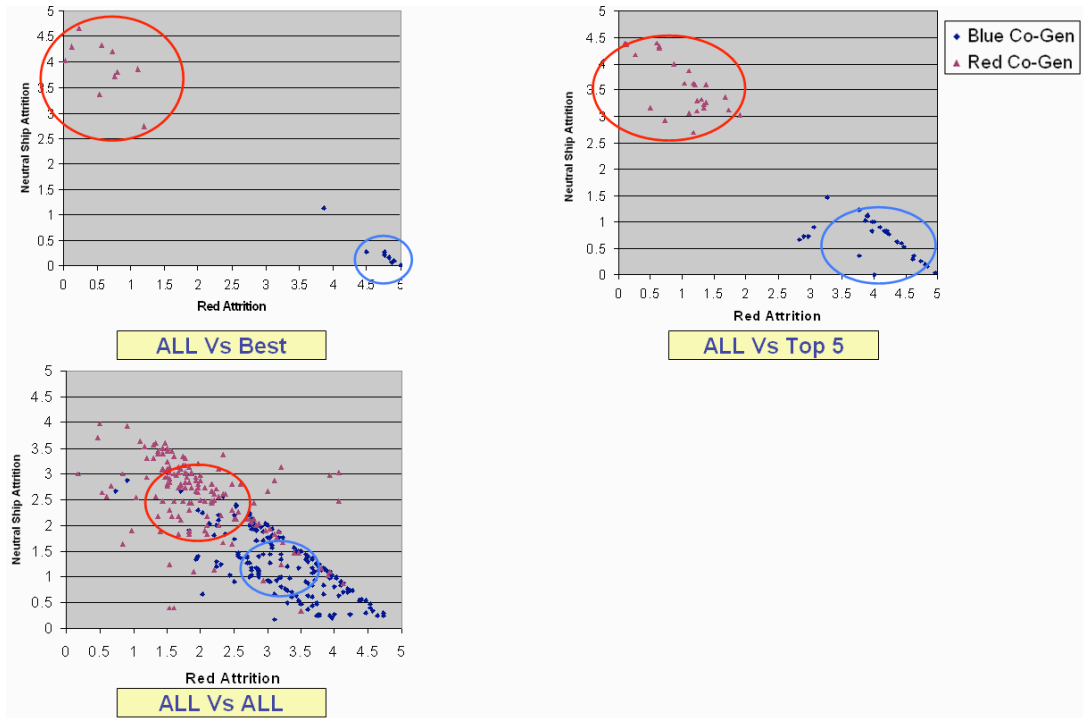 5
4.5
4
3.5
3
2.5
2
1.5
1
0.5
0
Neutral Ship Attrition
0 0.5 1 1.5 2 2.5 3 3.5 4 4.5 5
Red Attrition
ALL Vs Best
5
4.5
4
3.5
3
2.5
2
1.5
1
0.5
0
Neutral Ship Attrition
0 0.5 1 1.5 2 2.5 3 3.5 4 4.5 5
Red Attrition
ALL Vs Top 5
Blue Co-Gen
Red Co-Gen
5
4.5
4
3.5
3
2.5
2
1.5
1
0.5
0
Neutral Ship Attrition
0 0.5 1 1.5 2 2.5 3 3.5 4 4.5 5
Red Attrition
ALL Vs ALL